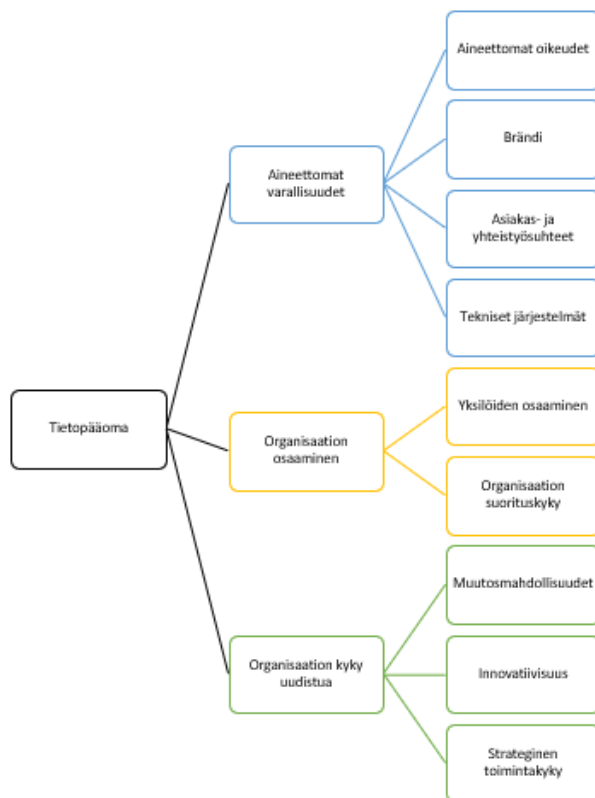 Tietopääoma
Aineettomat
varallisuudet
Aineettomat oikeudet
Brändi
Asiakas- ja
yhteistyösuhteet
Tekniset järjestelmät
Organisaation
osaaminen
Yksilöiden osaaminen
Organisaation
suorituskyky
Organisaation kyky
uudistua
Muutosmahdollisuudet
Innovatiivisuus
Strateginen
toimintakyky